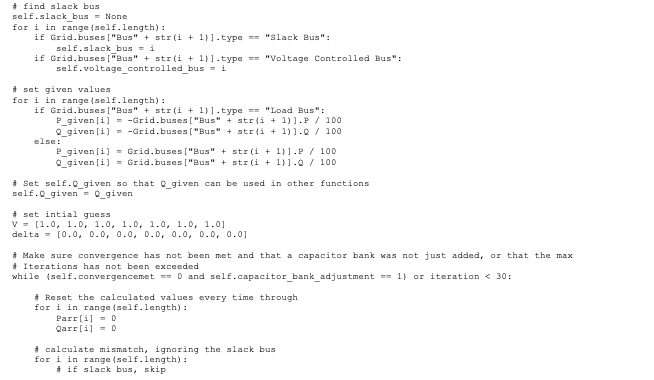 # find slack bus
self.slack_bus = None
for i in range(self.length):
    if Grid.buses["Bus" + str(i + 1)].type == "Slack Bus":
        self.slack_bus = i
    if Grid.buses["Bus" + str(i + 1)].type == "Voltage Controlled Bus":
        self.voltage_controlled_bus = i

# set given values
for i in range(self.length):
    if Grid.buses["Bus" + str(i + 1)].type == "Load Bus":
        P_given[i] = -Grid.buses["Bus" + str(i + 1)].P / 100
        Q_given[i] = -Grid.buses["Bus" + str(i + 1)].Q / 100
    else:
        P_given[i] = Grid.buses["Bus" + str(i + 1)].P / 100
        Q_given[i] = Grid.buses["Bus" + str(i + 1)].Q / 100

# Set self.Q_given so that Q_given can be used in other functions
self.Q_given = Q_given

# set intial guess
V = [1.0, 1.0, 1.0, 1.0, 1.0, 1.0, 1.0]
delta = [0.0, 0.0, 0.0, 0.0, 0.0, 0.0, 0.0]

# Make sure convergence has not been met and that a capacitor bank was not just added, or that the max
# Iterations has not been exceeded
while (self.convergencemet == 0 and self.capacitor_bank_adjustment == 1) or iteration < 30:

    # Reset the calculated values every time through
    for i in range(self.length):
        Parr[i] = 0
        Qarr[i] = 0

    # calculate mismatch, ignoring the slack bus
    for i in range(self.length):
        # if slack bus, skip